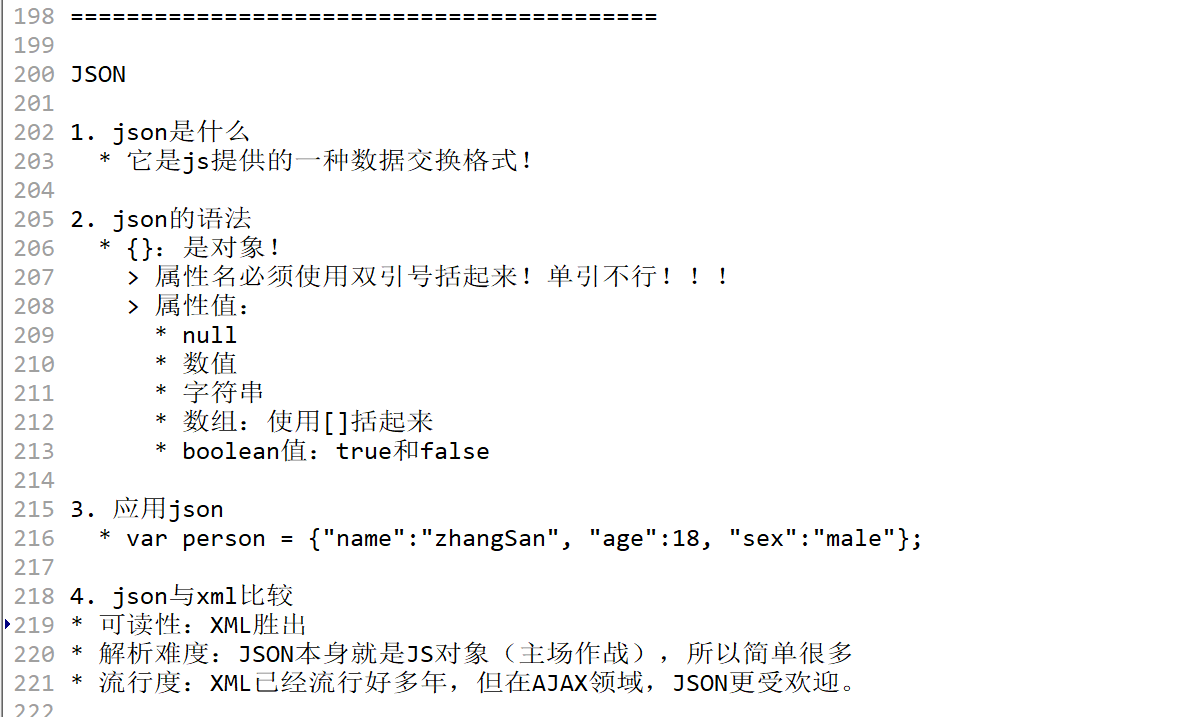 198 ==========================================
199
200 JSON
201
202 1. json是什么
203   * 它是js提供的一种数据交换格式！
204
205 2. json的语法
206   * {}：是对象！
207     > 属性名必须使用双引号括起来！单引不行！！！
208     > 属性值：
209       * null
210       * 数值
211       * 字符串
212       * 数组：使用[]括起来
213       * boolean值：true和false
214
215 3. 应用json
216   * var person = {"name":"zhangSan", "age":18, "sex":"male"};
217
218 4. json与xml比较
219 * 可读性：XML胜出
220 * 解析难度：JSON本身就是JS对象（主场作战），所以简单很多
221 * 流行度：XML已经流行好多年，但在AJAX领域，JSON更受欢迎。
222